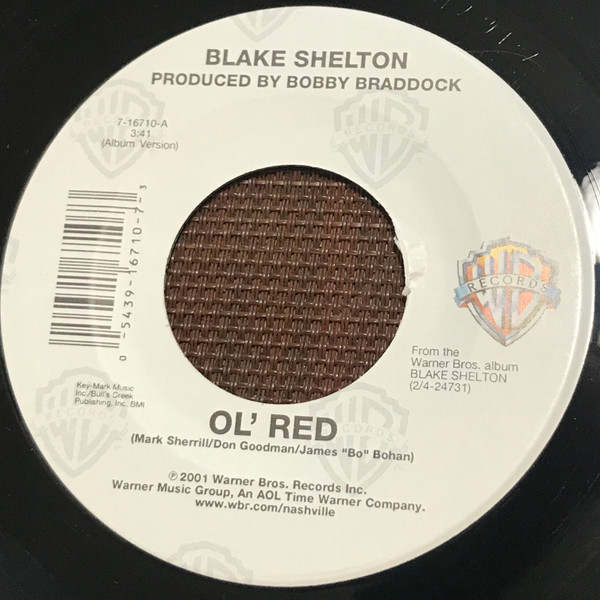 BLAKE SHELTON
PRODUCED BY BOBBY BRADDOCK
7-16710-A
3:41
(Album Version)
0 - 5439-16710-7 - 3
WB
RECORDS
From the
Warner Bros. album
BLAKE SHELTON
(2/4-24731)
Key-Mark Music
Inc./Bull's Creek
Publishing, Inc. BMI
OL' RED
(Mark Sherrill/Don Goodman/James "Bo" Bohan)
℗ 2001 Warner Bros. Records Inc.
Warner Music Group, An AOL Time Warner Company.
www.wbr.com/nashville